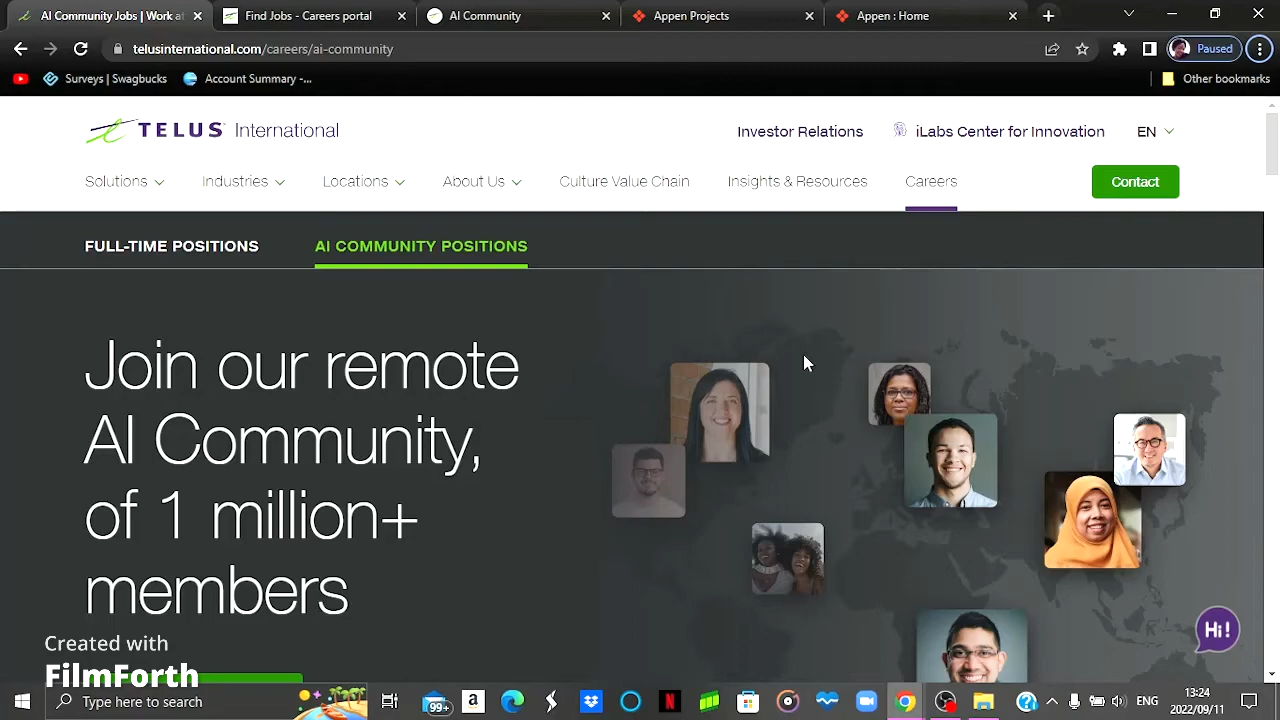 AI Community Jobs | Work at
Find Jobs - Careers portal
AI Community
Appen Projects
Appen : Home
telusinternational.com/careers/ai-community
Paused
Surveys | Swagbucks
Account Summary -...
Other bookmarks
TELUS International
Investor Relations
iLabs Center for Innovation
EN
Solutions
Industries
Locations
About Us
Culture Value Chain
Insights & Resources
Careers
Contact
FULL-TIME POSITIONS
AI COMMUNITY POSITIONS
Join our remote
AI Community,
of 1 million+
members
Hi!
Created with
FilmForth
Type here to search
99+
a
N
ENG
13:24
2022/09/11